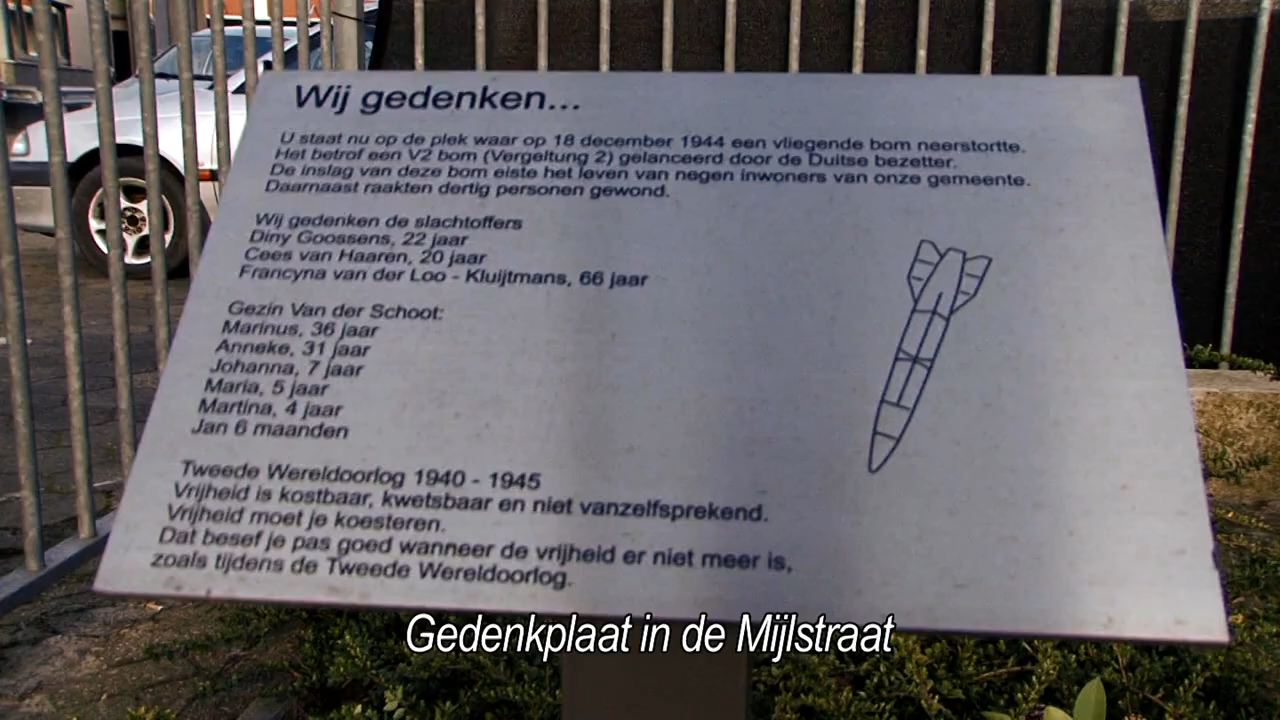 Wij gedenken...
U staat nu op de plek waar op 18 december 1944 een vliegende bom neerstortte.
Het betrof een V2 bom (Vergeltung 2) gelanceerd door de Duitse bezetter.
De inslag van deze bom eiste het leven van negen inwoners van onze gemeente.
Daarnaast raakten dertig personen gewond.
Wij gedenken de slachtoffers
Diny Goossens, 22 jaar
Cees van Haaren, 20 jaar
Francyna van der Loo - Kluijtmans, 66 jaar
Gezin Van der Schoot:
Marinus, 36 jaar
Anneke, 31 jaar
Johanna, 7 jaar
Maria, 5 jaar
Martina, 4 jaar
Jan 6 maanden
Tweede Wereldoorlog 1940 - 1945
Vrijheid is kostbaar, kwetsbaar en niet vanzelfsprekend.
Vrijheid moet je koesteren.
Dat besef je pas goed wanneer de vrijheid er niet meer is,
zoals tijdens de Tweede Wereldoorlog.
Gedenkplaat in de Mijlstraat